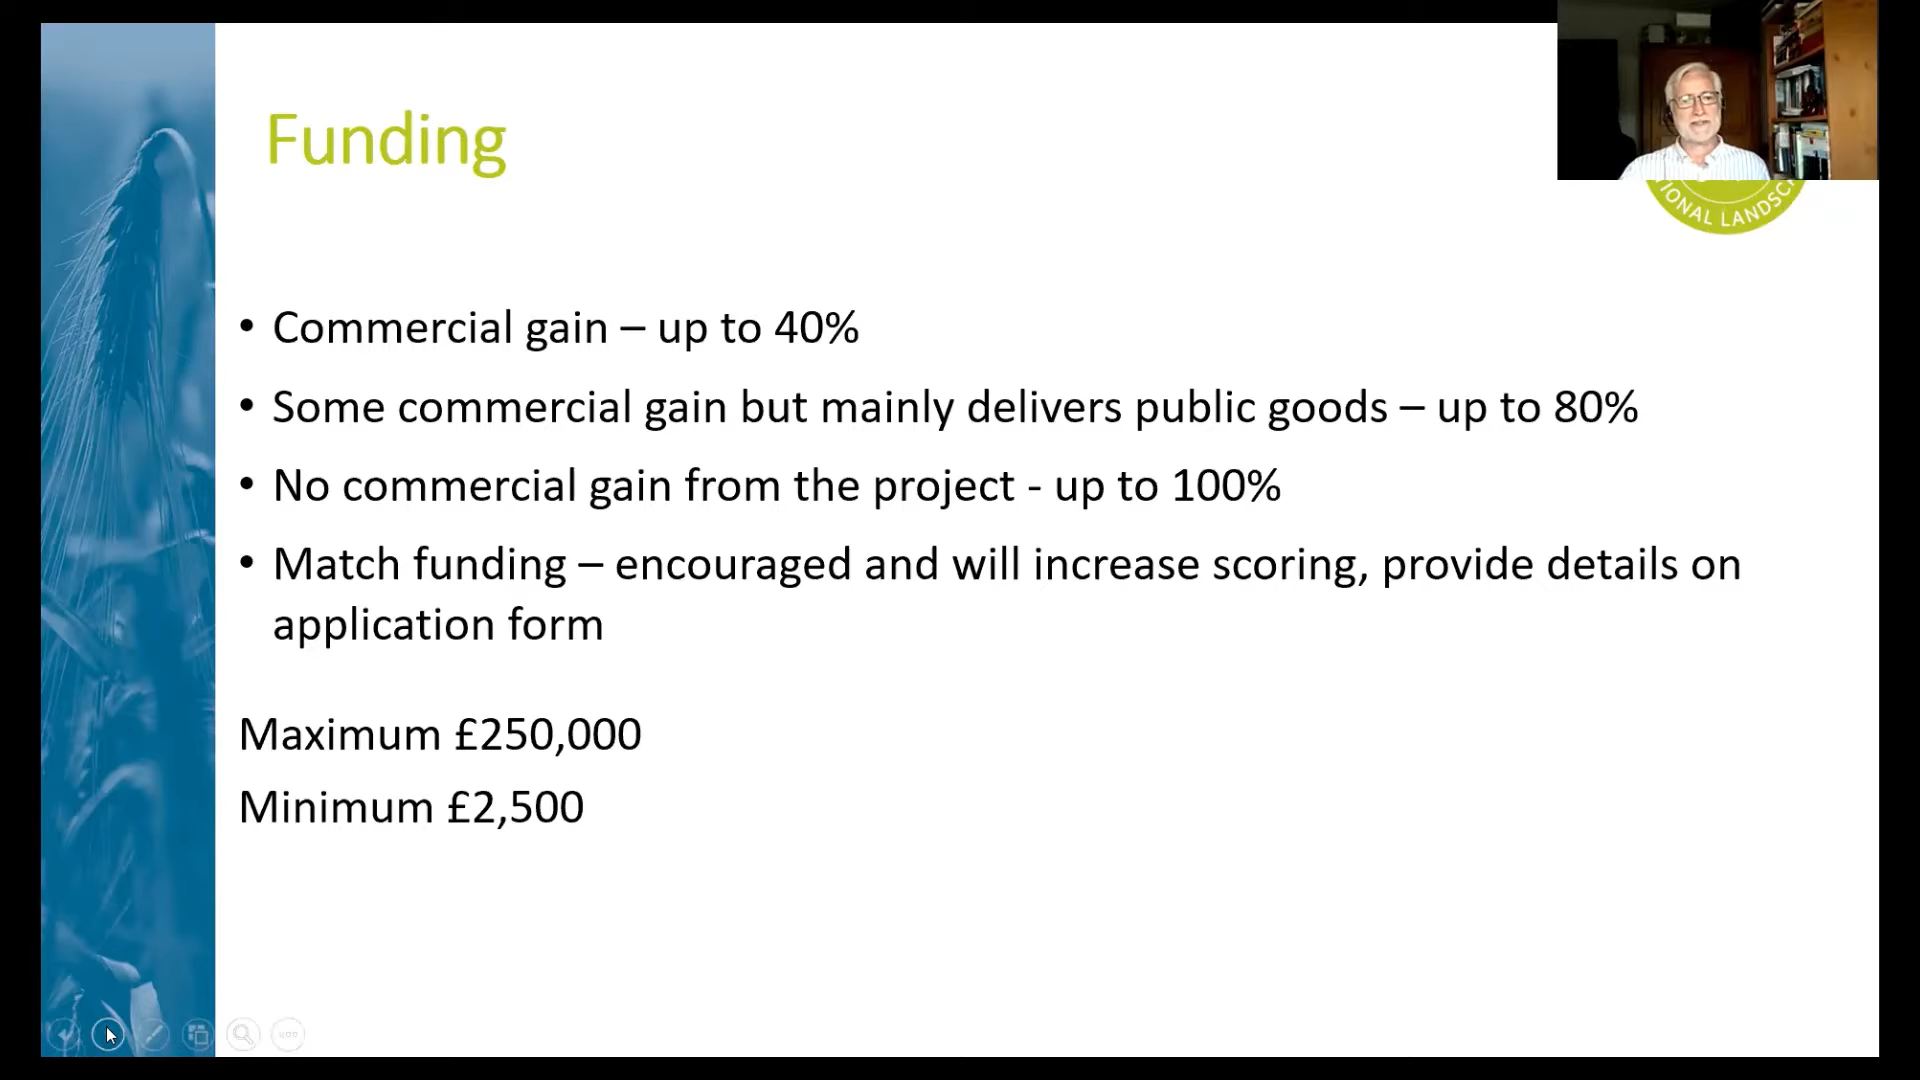 Funding
TIONAL LANDSC
• Commercial gain – up to 40%
• Some commercial gain but mainly delivers public goods – up to 80%
• No commercial gain from the project - up to 100%
• Match funding – encouraged and will increase scoring, provide details on
application form
Maximum £250,000
Minimum £2,500